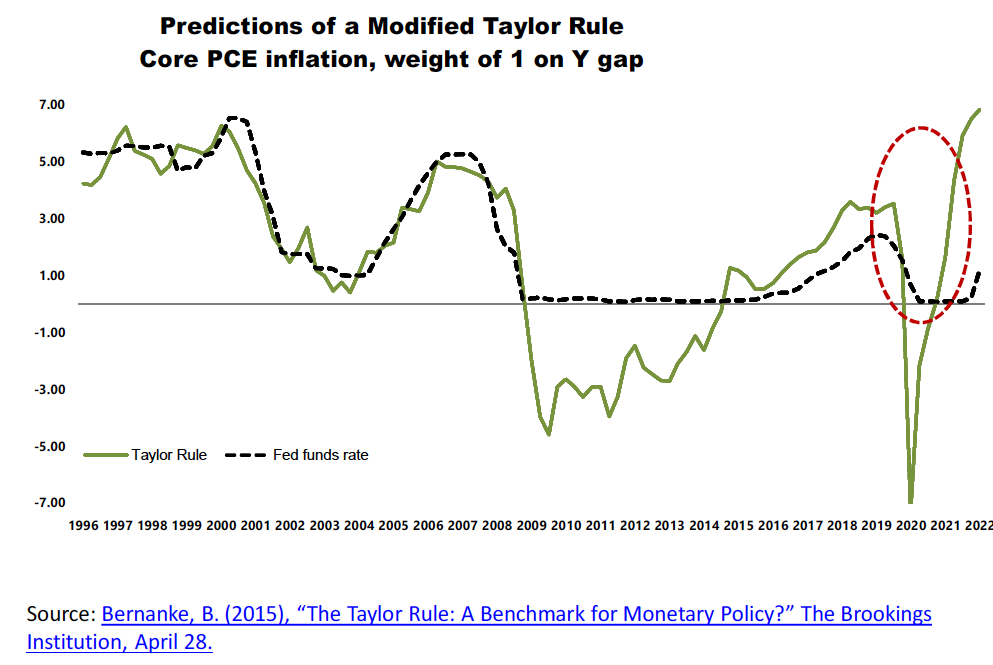 Predictions of a Modified Taylor Rule
Core PCE inflation, weight of 1 on Y gap
7.00
5.00
3.00
1.00
-1.00
-3.00
-5.00
-7.00
Taylor Rule Fed funds rate
1996 1997 1998 1999 2000 2001 2002 2003 2004 2005 2006 2007 2008 2009 2010 2011 2012 2013 2014 2015 2016 2017 2018 2019 2020 2021 2022
Source: Bernanke, B. (2015), “The Taylor Rule: A Benchmark for Monetary Policy?” The Brookings
Institution, April 28.